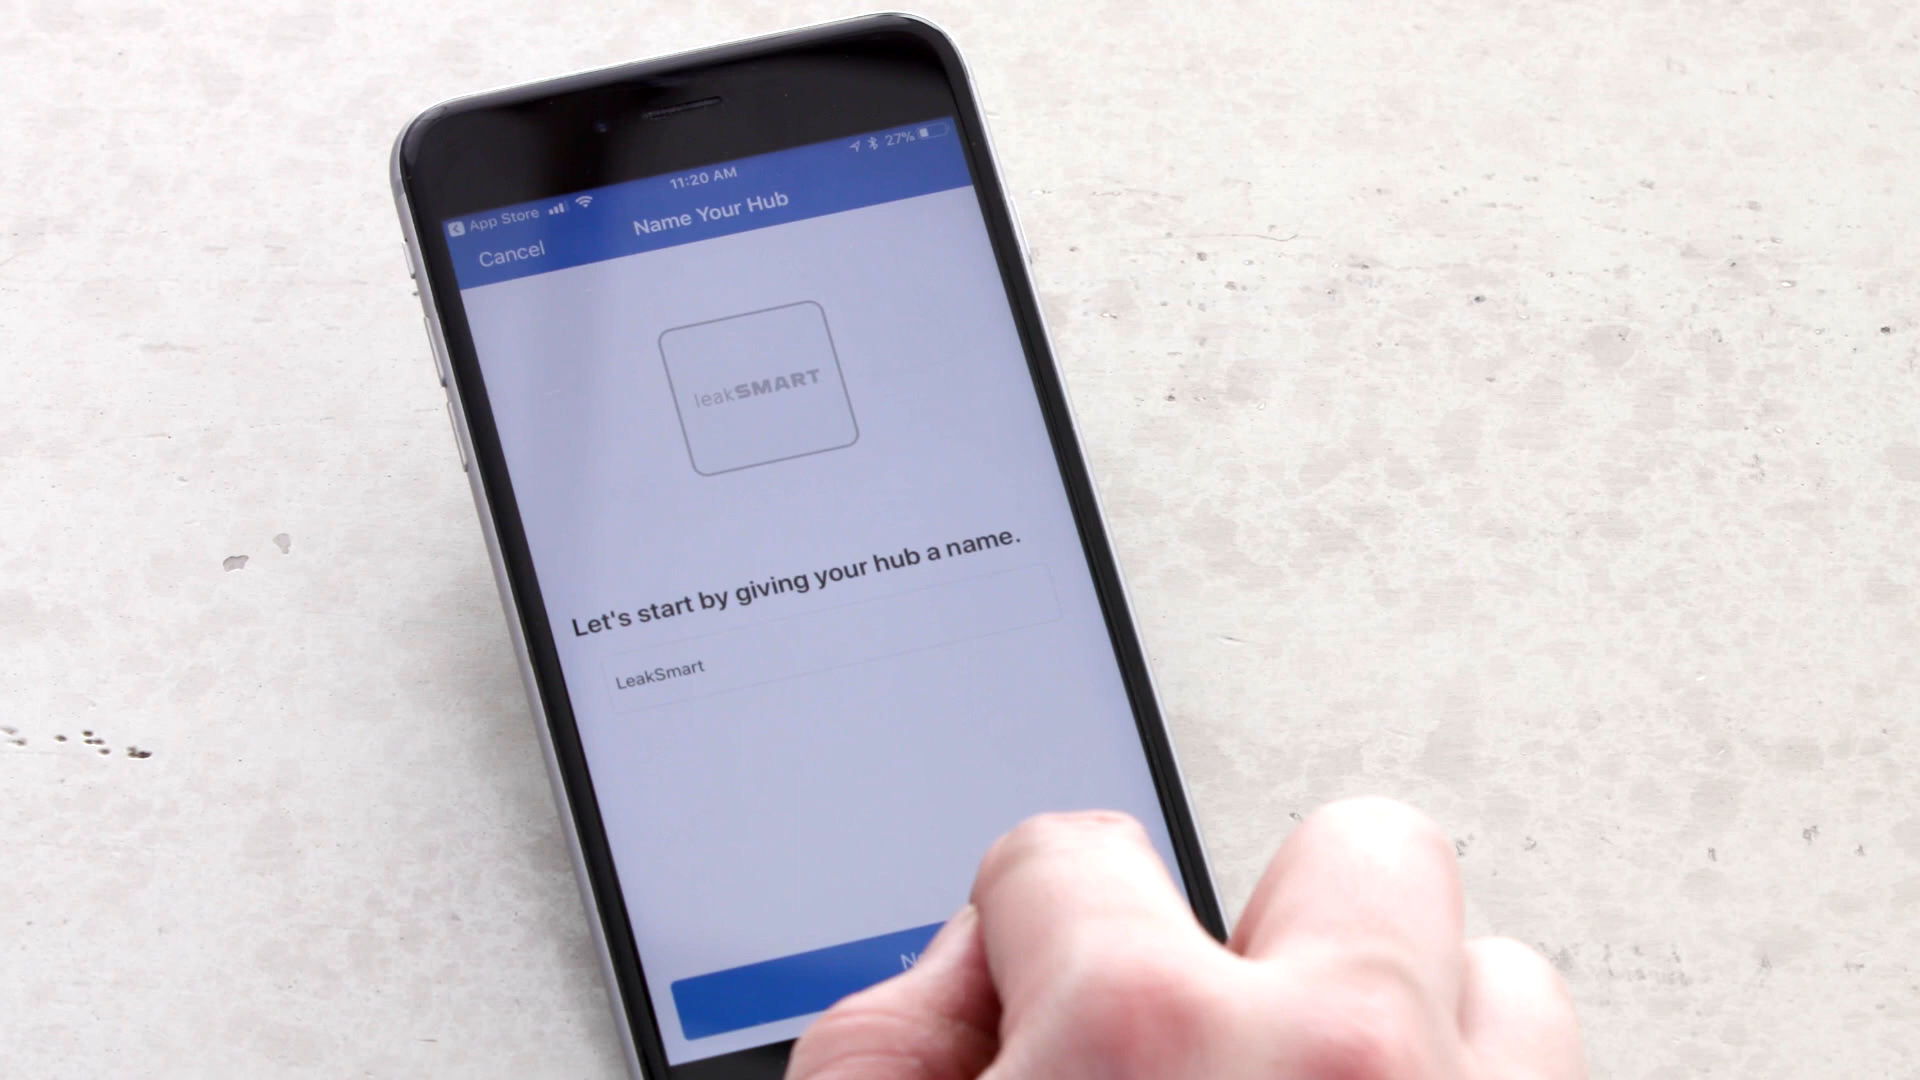 App Store
11:20 AM
27%
Cancel
Name Your Hub
leakSMART
Let's start by giving your hub a name.
LeakSmart